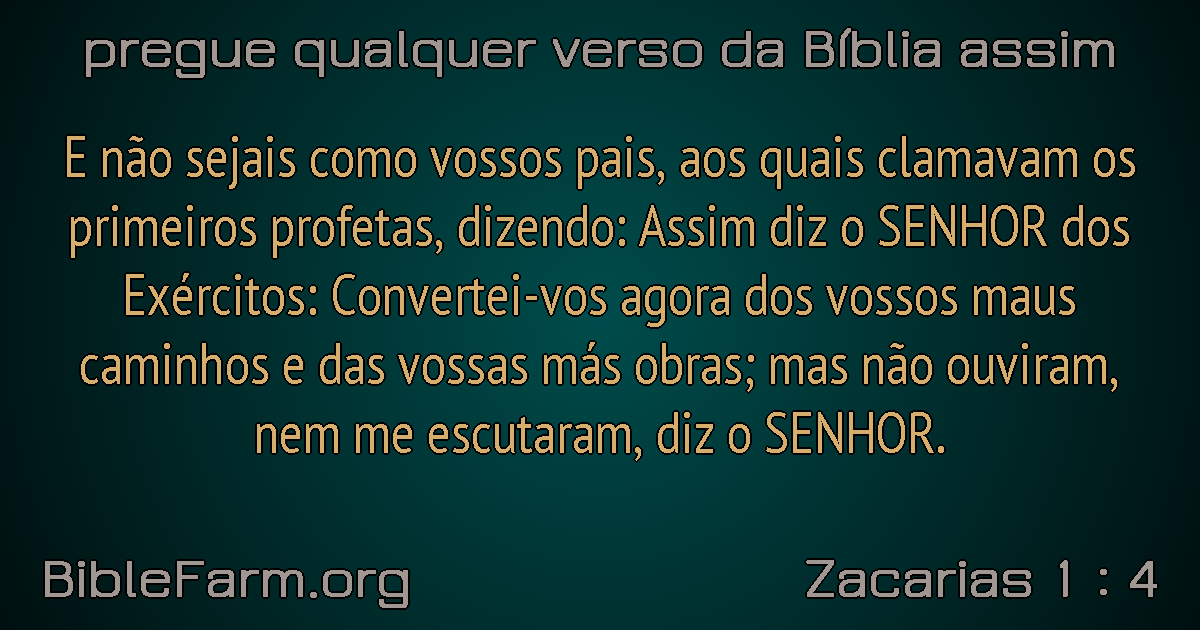 pregue qualquer verso da Bíblia assim
E não sejais como vossos pais, aos quais clamavam os
primeiros profetas, dizendo: Assim diz o SENHOR dos
Exércitos: Convertei-vos agora dos vossos maus
caminhos e das vossas más obras; mas não ouviram,
nem me escutaram, diz o SENHOR.
BibleFarm.org
Zacarias 1 : 4